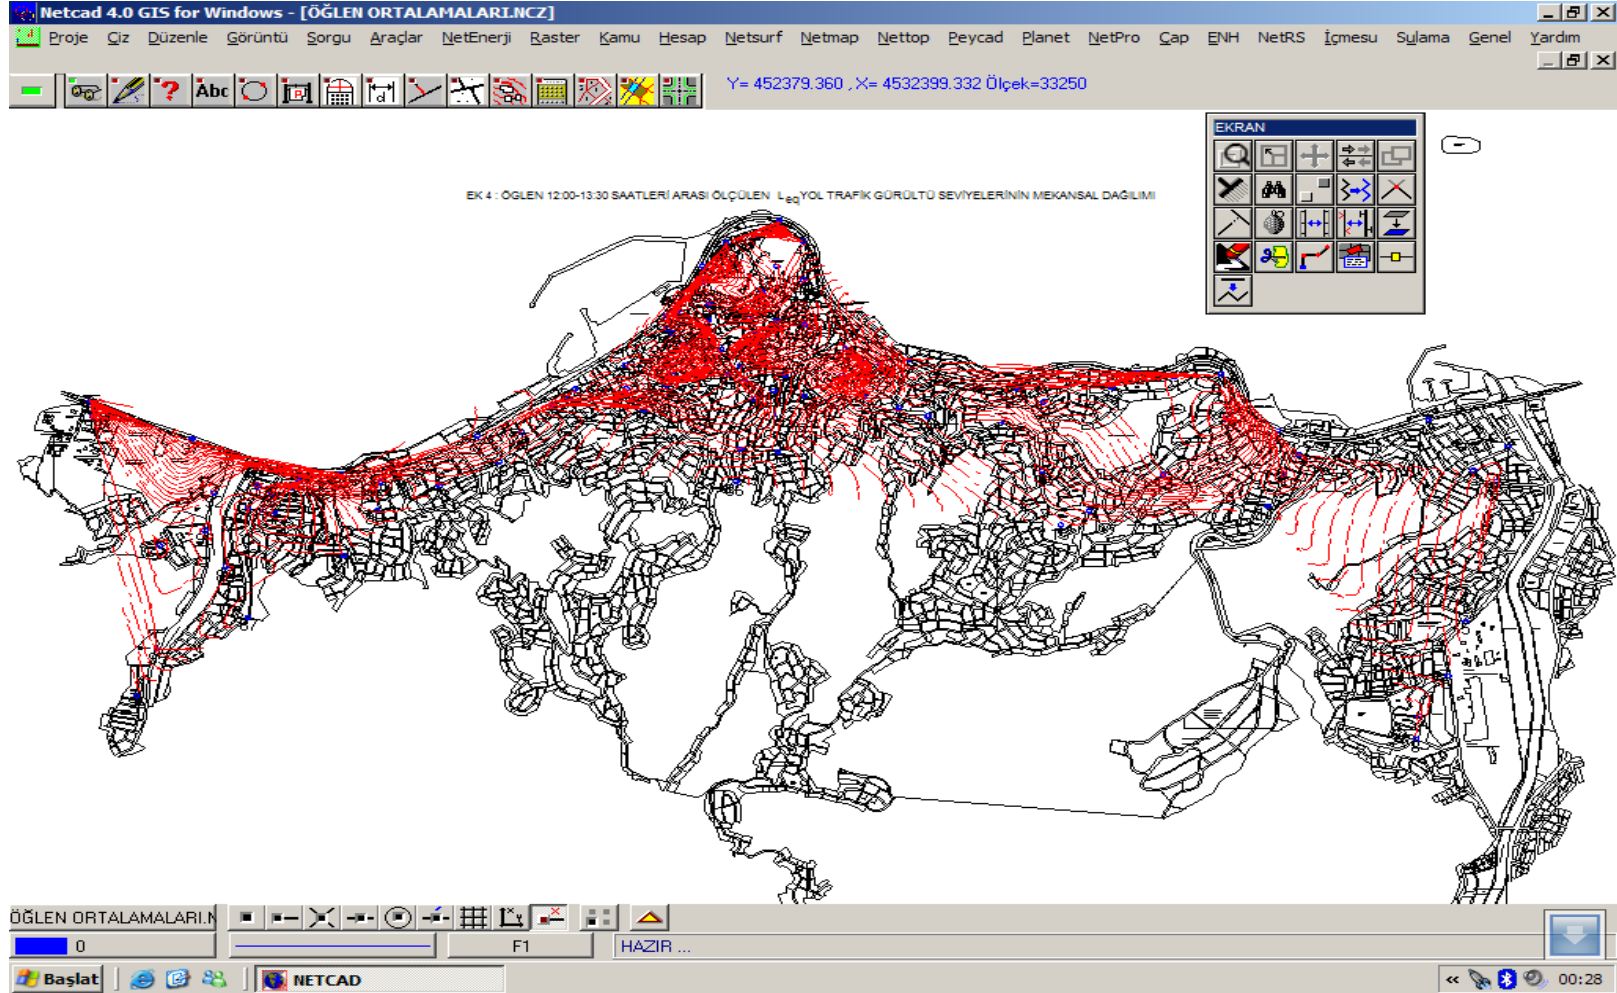 Netcad 4.0 GIS for Windows - [ÖĞLEN ORTALAMALARI.NCZ]
Proje Çiz Düzenle Görüntü Sorgu Araçlar NetEnerji Raster Kamu Hesap Netsurf Netmap Nettop Peycad Planet NetPro Çap ENH NetRS İçmesu Sulama Genel Yardım
Abc Y= 452379.360 , X= 4532399.332 Ölçek=33250
EKRAN
EK 4 : ÖGLEN 12:00-13:30 SAATLERİ ARASI ÖLÇÜLEN Leq YOL TRAFİK GÜRÜLTÜ SEVİYELERİNİN MEKANSAL DAĞILIMI
ÖĞLEN ORTALAMALARI.N
0 F1 HAZIR ...
Başlat NETCAD « 00:28